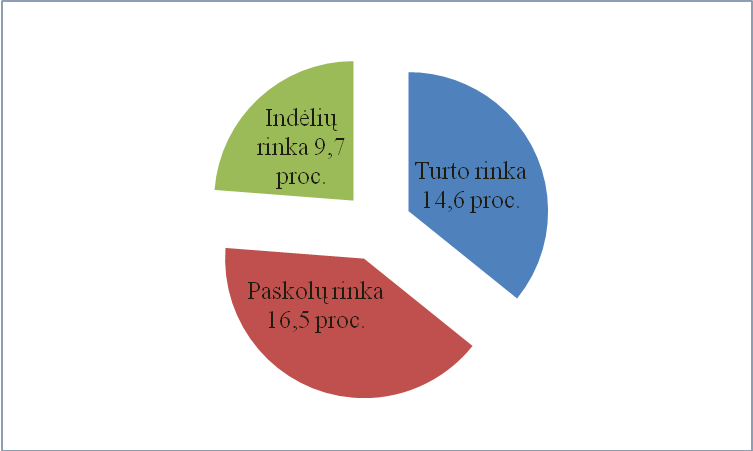 Indėlių
rinka 9,7
proc.
Turto rinka
14,6 proc.
Paskolų rinka
16,5 proc.